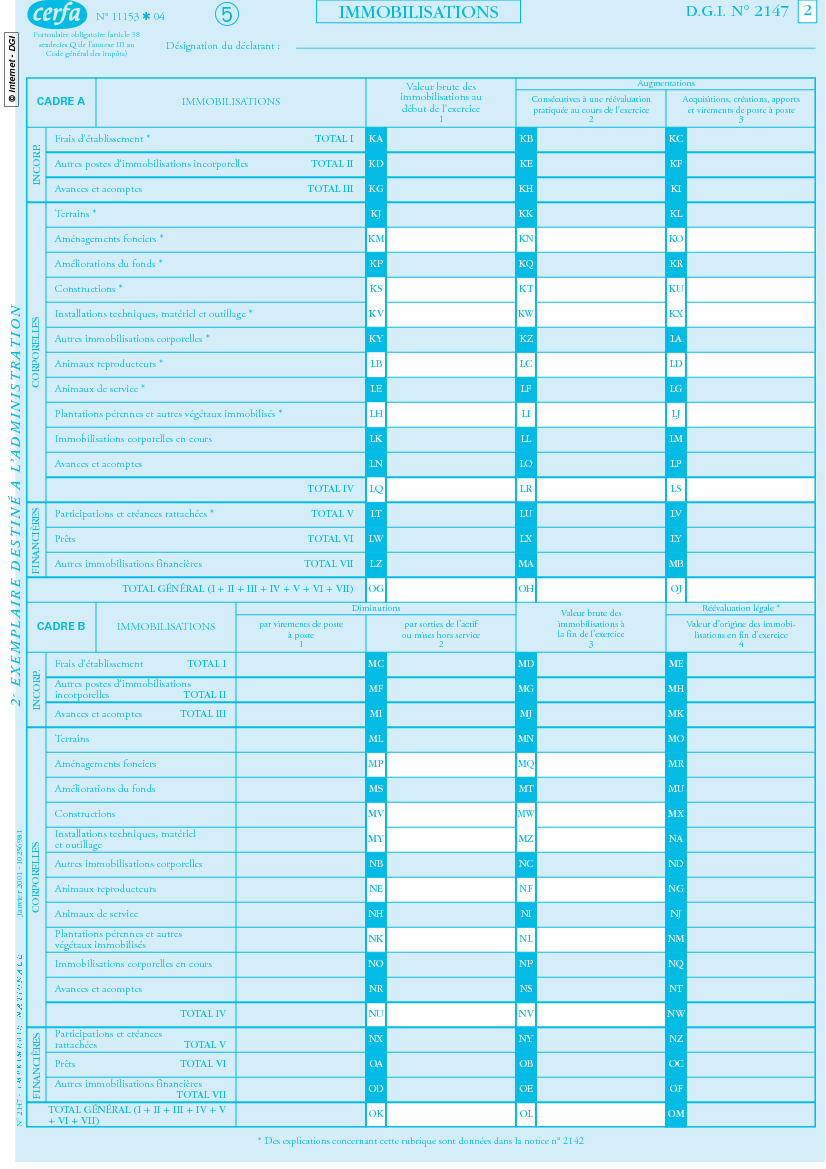 cerfa
N° 11153 ✱ 04
5
IMMOBILISATIONS
D.G.I. N° 2147
2
Formulaire obligatoire (article 38
sexdecies Q de l'annexe III au
Code général des impôts)
Désignation du déclarant :
© Internet - DGI
CADRE A
IMMOBILISATIONS
Valeur brute des
immobilisations au
début de l'exercice
1
Augmentations
Consécutives à une réévaluation
pratiquée au cours de l'exercice
2
Acquisitions, créations, apports
et virements de poste à poste
3
INCORP.
Frais d'établissement * TOTAL I KA KB KC
Autres postes d'immobilisations incorporelles TOTAL II KD KE KF
Avances et acomptes TOTAL III KG KH KI
CORPORELLES
Terrains * KJ KK KL
Aménagements fonciers * KM KN KO
Améliorations du fonds * KP KQ KR
Constructions * KS KT KU
Installations techniques, matériel et outillage * KV KW KX
Autres immobilisations corporelles * KY KZ LA
Animaux reproducteurs * LB LC LD
Animaux de service * LE LF LG
Plantations pérennes et autres végétaux immobilisés * LH LI LJ
Immobilisations corporelles en cours LK LL LM
Avances et acomptes LN LO LP
TOTAL IV LQ LR LS
FINANCIÈRES
Participations et créances rattachées * TOTAL V LT LU LV
Prêts TOTAL VI LW LX LY
Autres immobilisations financières TOTAL VII LZ MA MB
TOTAL GÉNÉRAL (I + II + III + IV + V + VI + VII) OG OH OJ
CADRE B
IMMOBILISATIONS
Diminutions
par virements de poste
à poste
1
par sorties de l'actif
ou mises hors service
2
Valeur brute des
immobilisations à
la fin de l'exercice
3
Réévaluation légale *
Valeur d'origine des immobi-
lisations en fin d'exercice
4
INCORP.
Frais d'établissement TOTAL I MC MD ME
Autres postes d'immobilisations
incorporelles TOTAL II MF MG MH
Avances et acomptes TOTAL III MI MJ MK
CORPORELLES
Terrains ML MN MO
Aménagements fonciers MP MQ MR
Améliorations du fonds MS MT MU
Constructions MV MW MX
Installations techniques, matériel
et outillage MY MZ NA
Autres immobilisations corporelles NB NC ND
Animaux reproducteurs NE NF NG
Animaux de service NH NI NJ
Plantations pérennes et autres
végétaux immobilisés NK NL NM
Immobilisations corporelles en cours NO NP NQ
Avances et acomptes NR NS NT
TOTAL IV NU NV NW
FINANCIÈRES
Participations et créances
rattachées TOTAL V NX NY NZ
Prêts TOTAL VI OA OB OC
Autres immobilisations financières
TOTAL VII OD OE OF
TOTAL GÉNÉRAL (I + II + III + IV + V
+ VI + VII) OK OL OM
* Des explications concernant cette rubrique sont données dans la notice n° 2142
2- EXEMPLAIRE DESTINÉ A L'ADMINISTRATION
N° 2147 - IMPRIMERIE NATIONALE
Janvier 2001 -